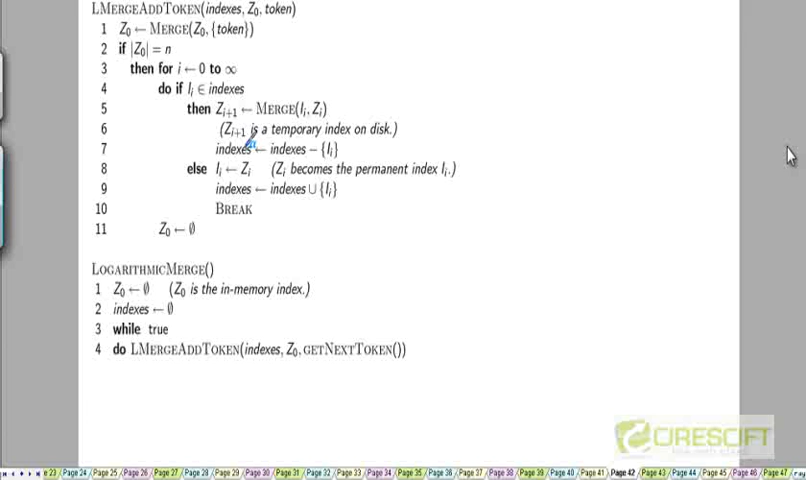 LMERGEADDTOKEN(indexes, Z0, token)
1 Z0 ← MERGE(Z0, {token})
2 if |Z0| = n
3 then for i ← 0 to ∞
4 do if Ii ∈ indexes
5 then Zi+1 ← MERGE(Ii, Zi)
6 (Zi+1 is a temporary index on disk.)
7 indexes ← indexes − {Ii}
8 else Ii ← Zi (Zi becomes the permanent index Ii.)
9 indexes ← indexes ∪ {Ii}
10 BREAK
11 Z0 ← ∅
LOGARITHMICMERGE()
1 Z0 ← ∅ (Z0 is the in-memory index.)
2 indexes ← ∅
3 while true
4 do LMERGEADDTOKEN(indexes, Z0, GETNEXTTOKEN())
CIRESCIFT
e 23 Page 24 Page 25 Page 26 Page 27 Page 28 Page 29 Page 30 Page 31 Page 32 Page 33 Page 34 Page 35 Page 36 Page 37 Page 38 Page 39 Page 40 Page 41 Page 42 Page 43 Page 44 Page 45 Page 46 Page 47